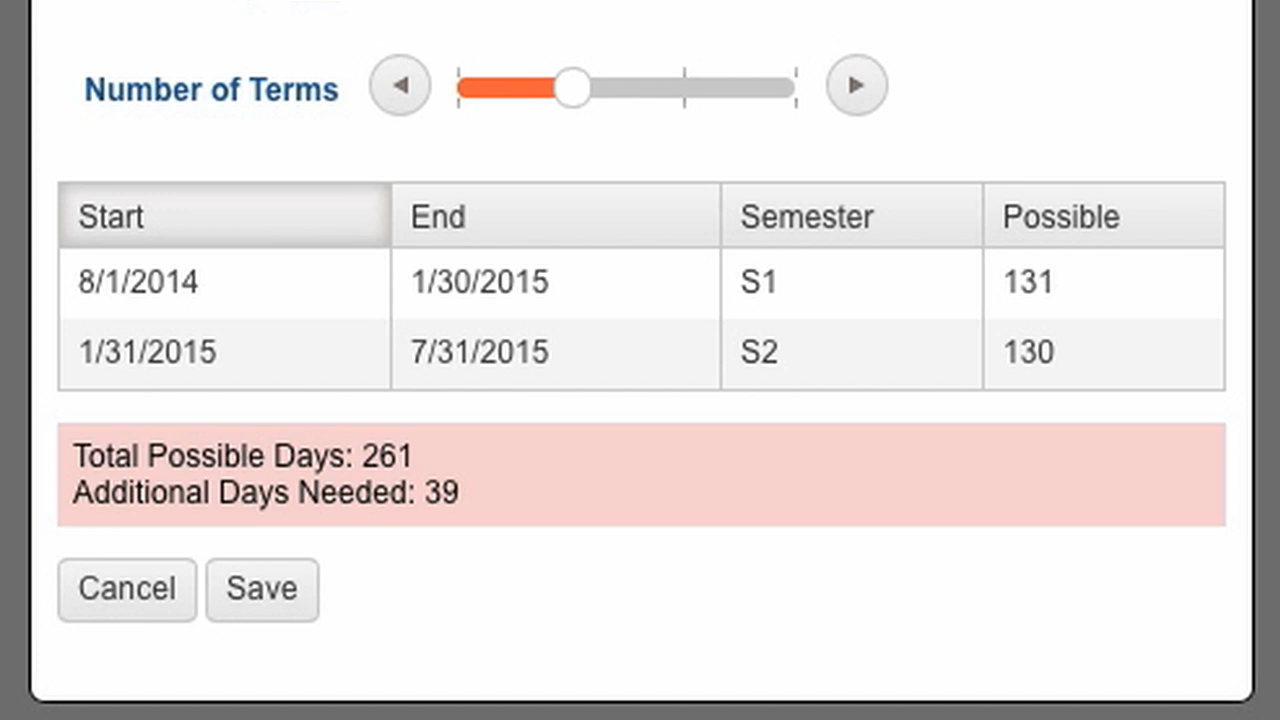 Number of Terms
Start End Semester Possible
8/1/2014 1/30/2015 S1 131
1/31/2015 7/31/2015 S2 130
Total Possible Days: 261
Additional Days Needed: 39
Cancel Save